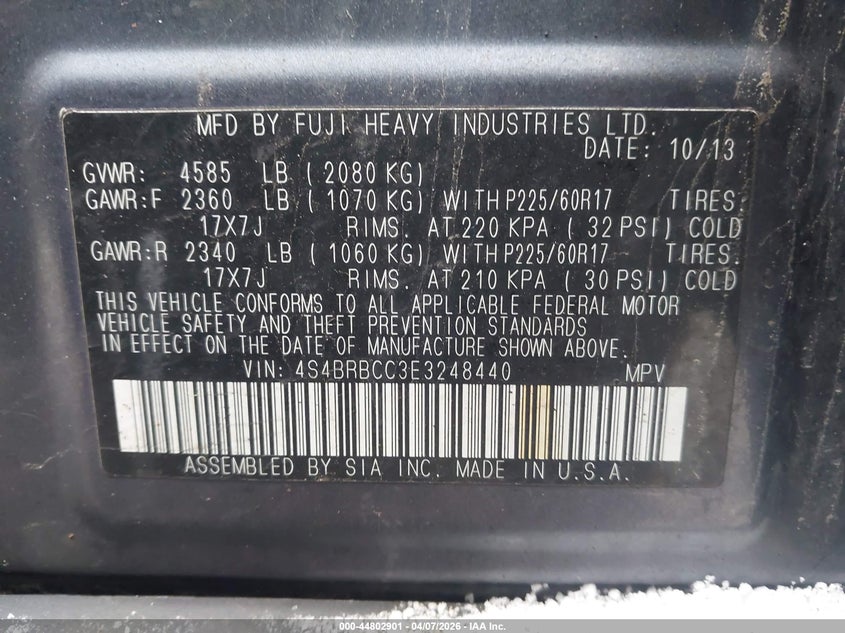 MFD BY FUJI HEAVY INDUSTRIES LTD.
DATE: 10/13
GVWR: 4585 LB ( 2080 KG)
GAWR:F 2360 LB ( 1070 KG) WITH P225/60R17 TIRES.
17X7J RIMS. AT 220 KPA ( 32 PSI) COLD
GAWR:R 2340 LB ( 1060 KG) WITH P225/60R17 TIRES.
17X7J RIMS. AT 210 KPA ( 30 PSI) COLD
THIS VEHICLE CONFORMS TO ALL APPLICABLE FEDERAL MOTOR
VEHICLE SAFETY AND THEFT PREVENTION STANDARDS
IN EFFECT ON THE DATE OF MANUFACTURE SHOWN ABOVE.
VIN: 4S4BRBCC3E3248440 MPV
ASSEMBLED BY SIA INC. MADE IN U.S.A.
000-44802901 - 04/07/2026 - IAA Inc.